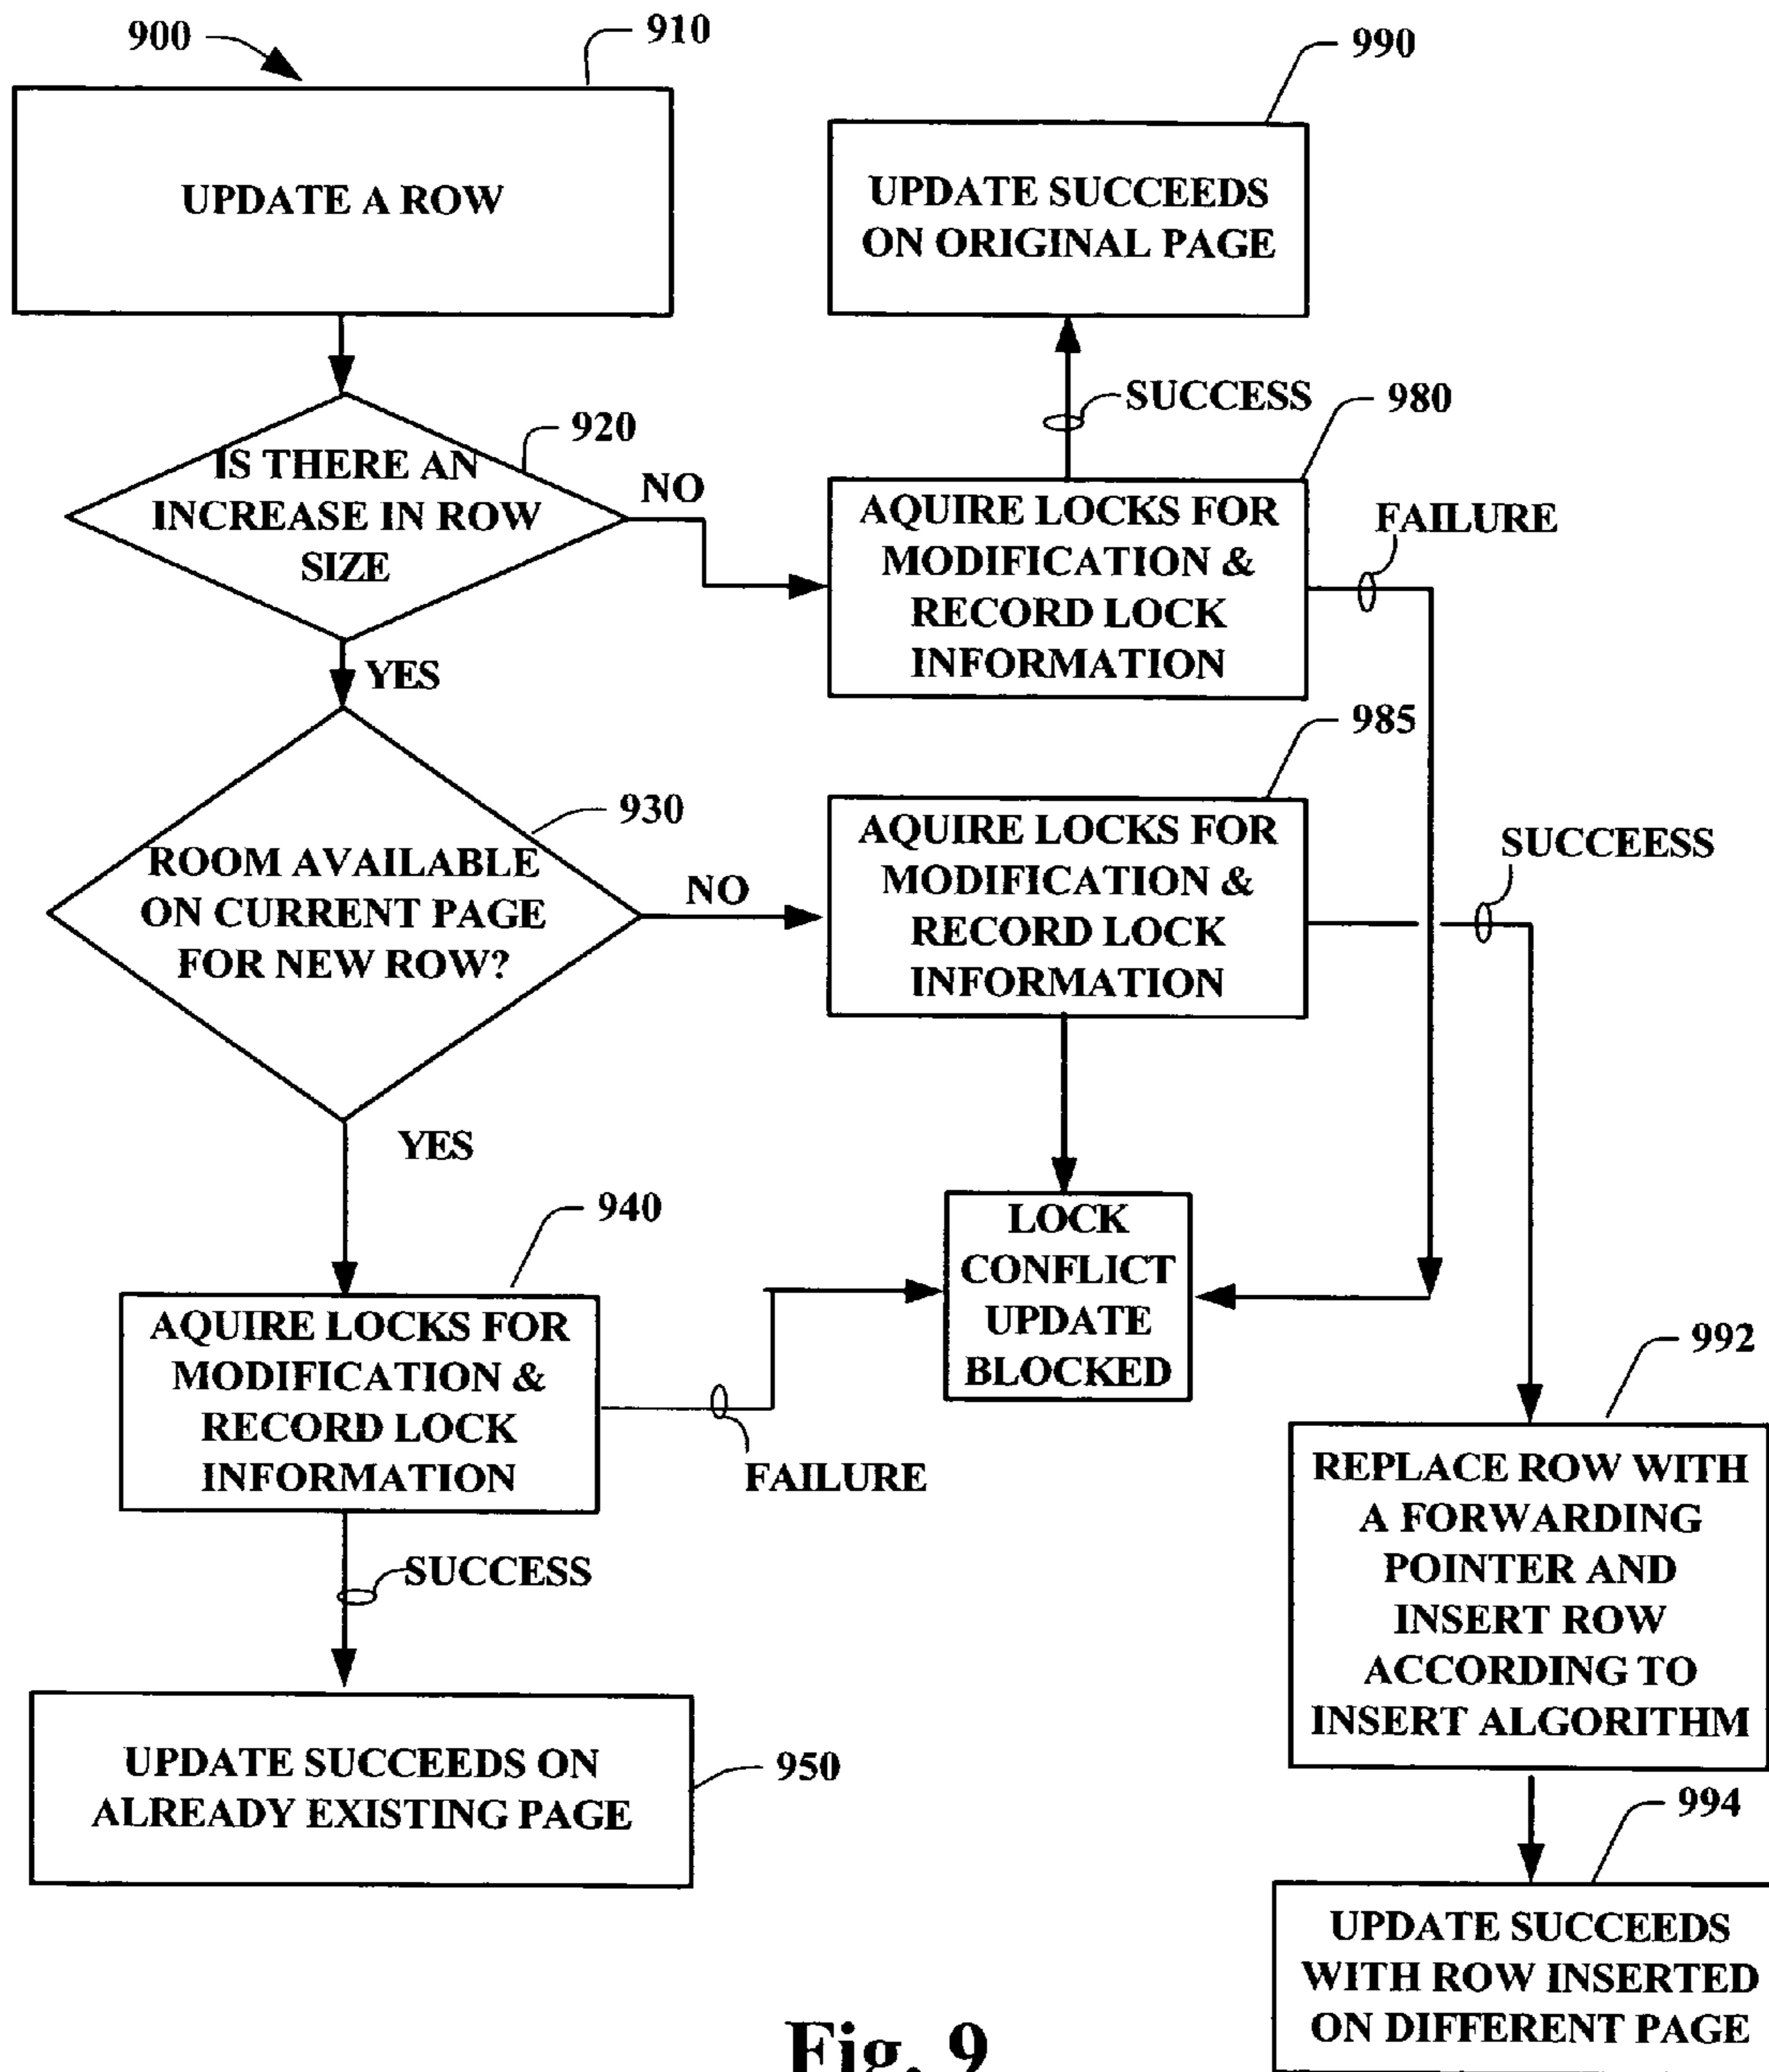 900
910
UPDATE A ROW
990
UPDATE SUCCEEDS
ON ORIGINAL PAGE
SUCCESS
920
IS THERE AN
INCREASE IN ROW
SIZE
NO
YES
980
AQUIRE LOCKS FOR
MODIFICATION &
RECORD LOCK
INFORMATION
FAILURE
930
ROOM AVAILABLE
ON CURRENT PAGE
FOR NEW ROW?
NO
YES
985
AQUIRE LOCKS FOR
MODIFICATION &
RECORD LOCK
INFORMATION
SUCCEESS
LOCK
CONFLICT
UPDATE
BLOCKED
940
AQUIRE LOCKS FOR
MODIFICATION &
RECORD LOCK
INFORMATION
FAILURE
SUCCESS
992
REPLACE ROW WITH
A FORWARDING
POINTER AND
INSERT ROW
ACCORDING TO
INSERT ALGORITHM
950
UPDATE SUCCEEDS ON
ALREADY EXISTING PAGE
994
UPDATE SUCCEEDS
WITH ROW INSERTED
ON DIFFERENT PAGE
Fig. 9